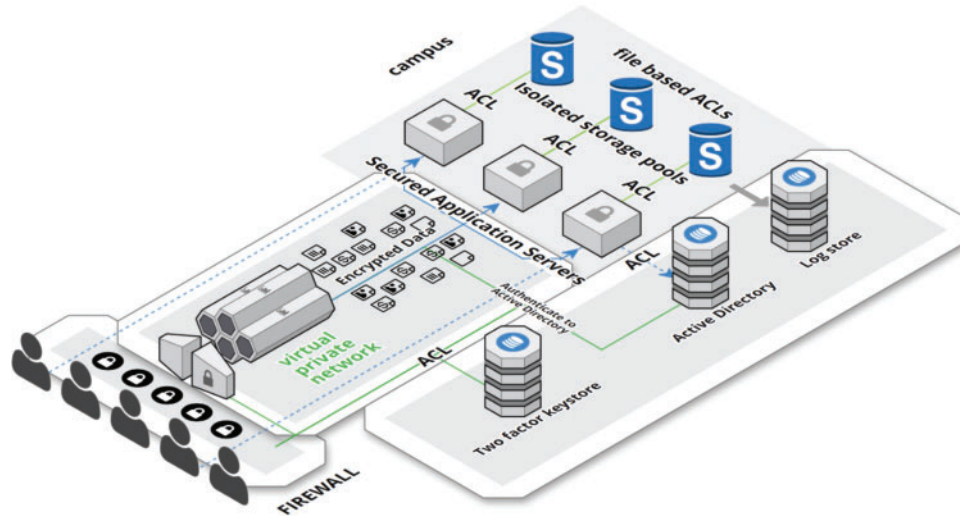 campus
file based ACLs
S
S
S
Isolated storage pools
ACL
ACL
ACL
Secured Application Servers
Encrypted Data
ACL
Log store
Active Directory
Authenticate to
Active Directory
virtual
private
network
ACL
Two factor keystore
FIREWALL